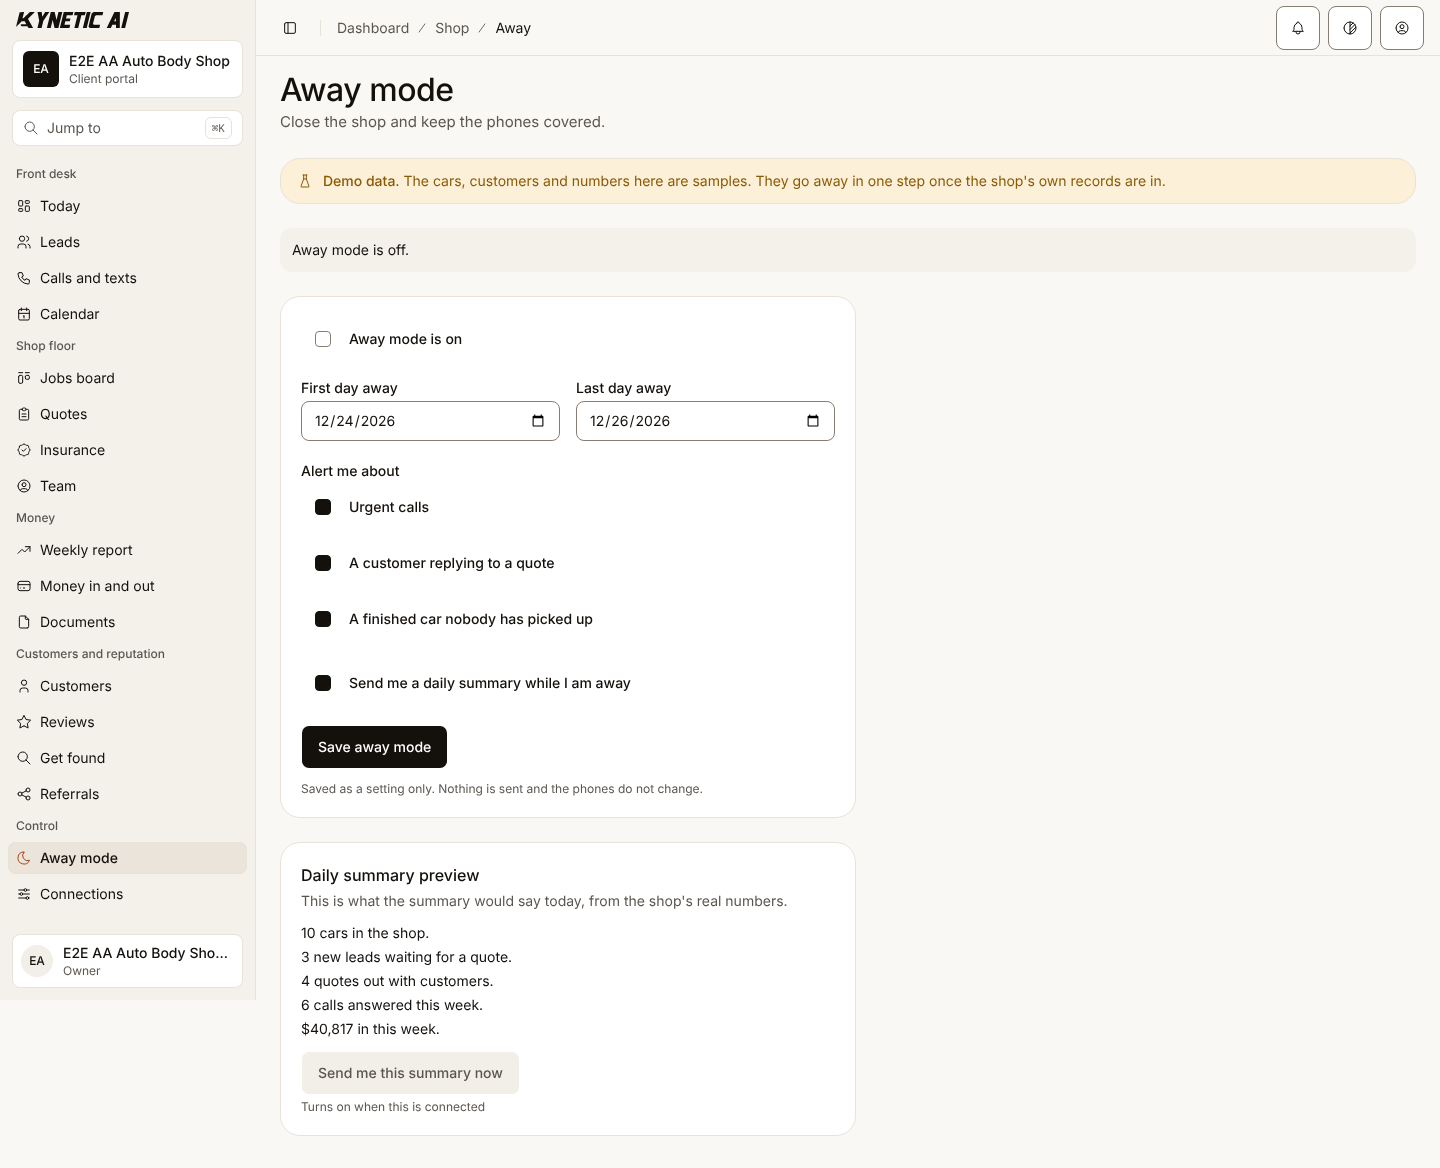 KYNETIC AI
EA
E2E AA Auto Body Shop
Client portal
Jump to
⌘K
Front desk
Today
Leads
Calls and texts
Calendar
Shop floor
Jobs board
Quotes
Insurance
Team
Money
Weekly report
Money in and out
Documents
Customers and reputation
Customers
Reviews
Get found
Referrals
Control
Away mode
Connections
EA
E2E AA Auto Body Sho...
Owner
Dashboard / Shop / Away
Away mode
Close the shop and keep the phones covered.
Demo data. The cars, customers and numbers here are samples. They go away in one step once the shop's own records are in.
Away mode is off.
Away mode is on
First day away
12/24/2026
Last day away
12/26/2026
Alert me about
Urgent calls
A customer replying to a quote
A finished car nobody has picked up
Send me a daily summary while I am away
Save away mode
Saved as a setting only. Nothing is sent and the phones do not change.
Daily summary preview
This is what the summary would say today, from the shop's real numbers.
10 cars in the shop.
3 new leads waiting for a quote.
4 quotes out with customers.
6 calls answered this week.
$40,817 in this week.
Send me this summary now
Turns on when this is connected